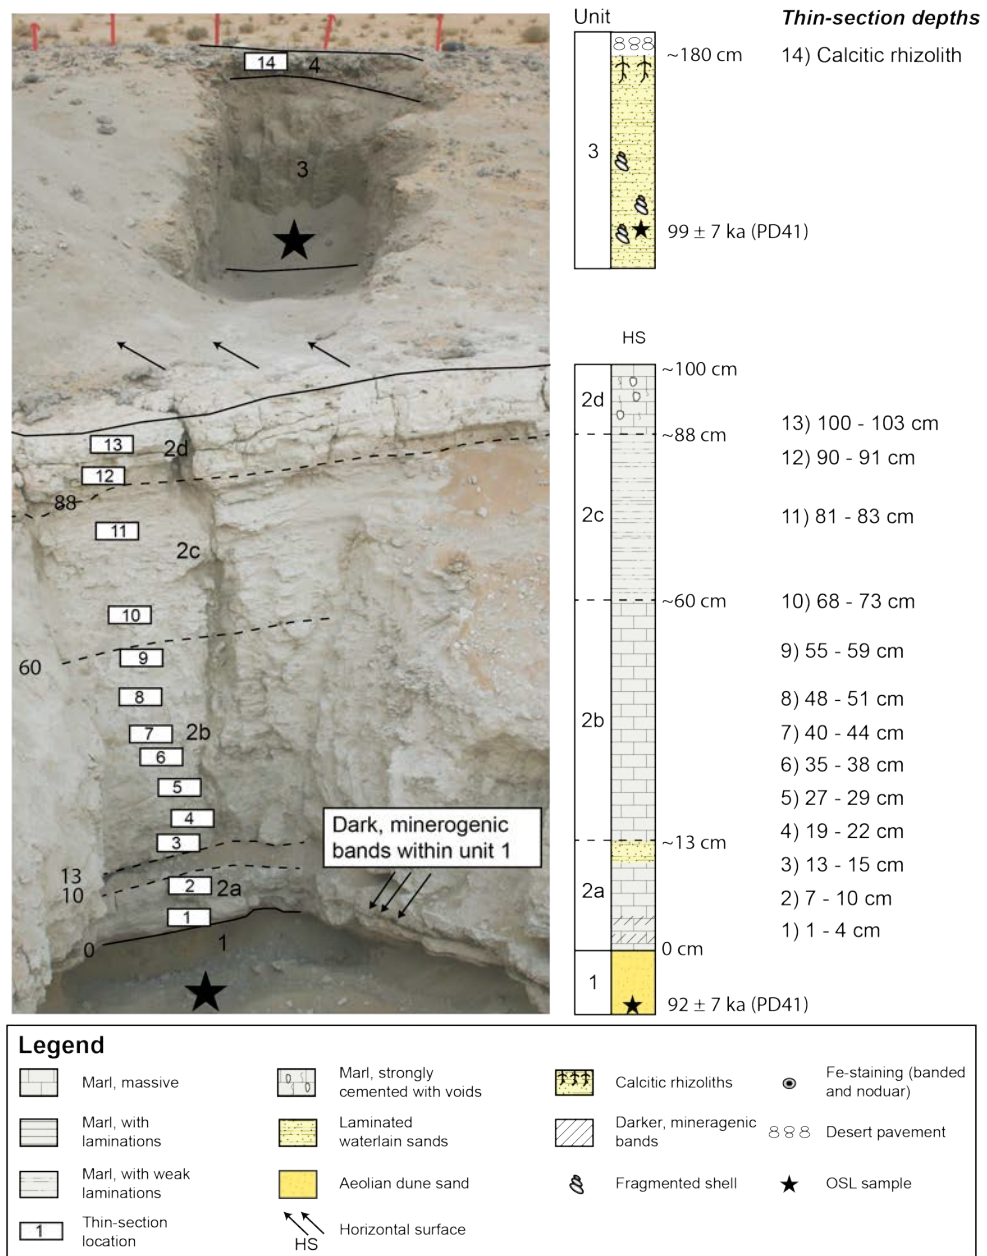 Unit
Thin-section depths
~180 cm
14) Calcitic rhizolith
3
99 ± 7 ka (PD41)
14
4
3
HS
~100 cm
2d
13) 100 - 103 cm
~88 cm
12) 90 - 91 cm
2c
11) 81 - 83 cm
~60 cm
10) 68 - 73 cm
9) 55 - 59 cm
8) 48 - 51 cm
2b
7) 40 - 44 cm
6) 35 - 38 cm
5) 27 - 29 cm
4) 19 - 22 cm
~13 cm
3) 13 - 15 cm
2a
2) 7 - 10 cm
1) 1 - 4 cm
0 cm
1
92 ± 7 ka (PD41)
13
2d
12
88
11
2c
10
60
9
8
7
2b
6
5
4
3
Dark, minerogenic
bands within unit 1
13
10
2
2a
1
0
1
Legend
Marl, massive
Marl, with
laminations
Marl, with weak
laminations
1
Thin-section
location
Marl, strongly
cemented with voids
Laminated
waterlain sands
Aeolian dune sand
HS
Horizontal surface
Calcitic rhizoliths
Darker, mineragenic
bands
Fragmented shell
Fe-staining (banded
and noduar)
Desert pavement
OSL sample